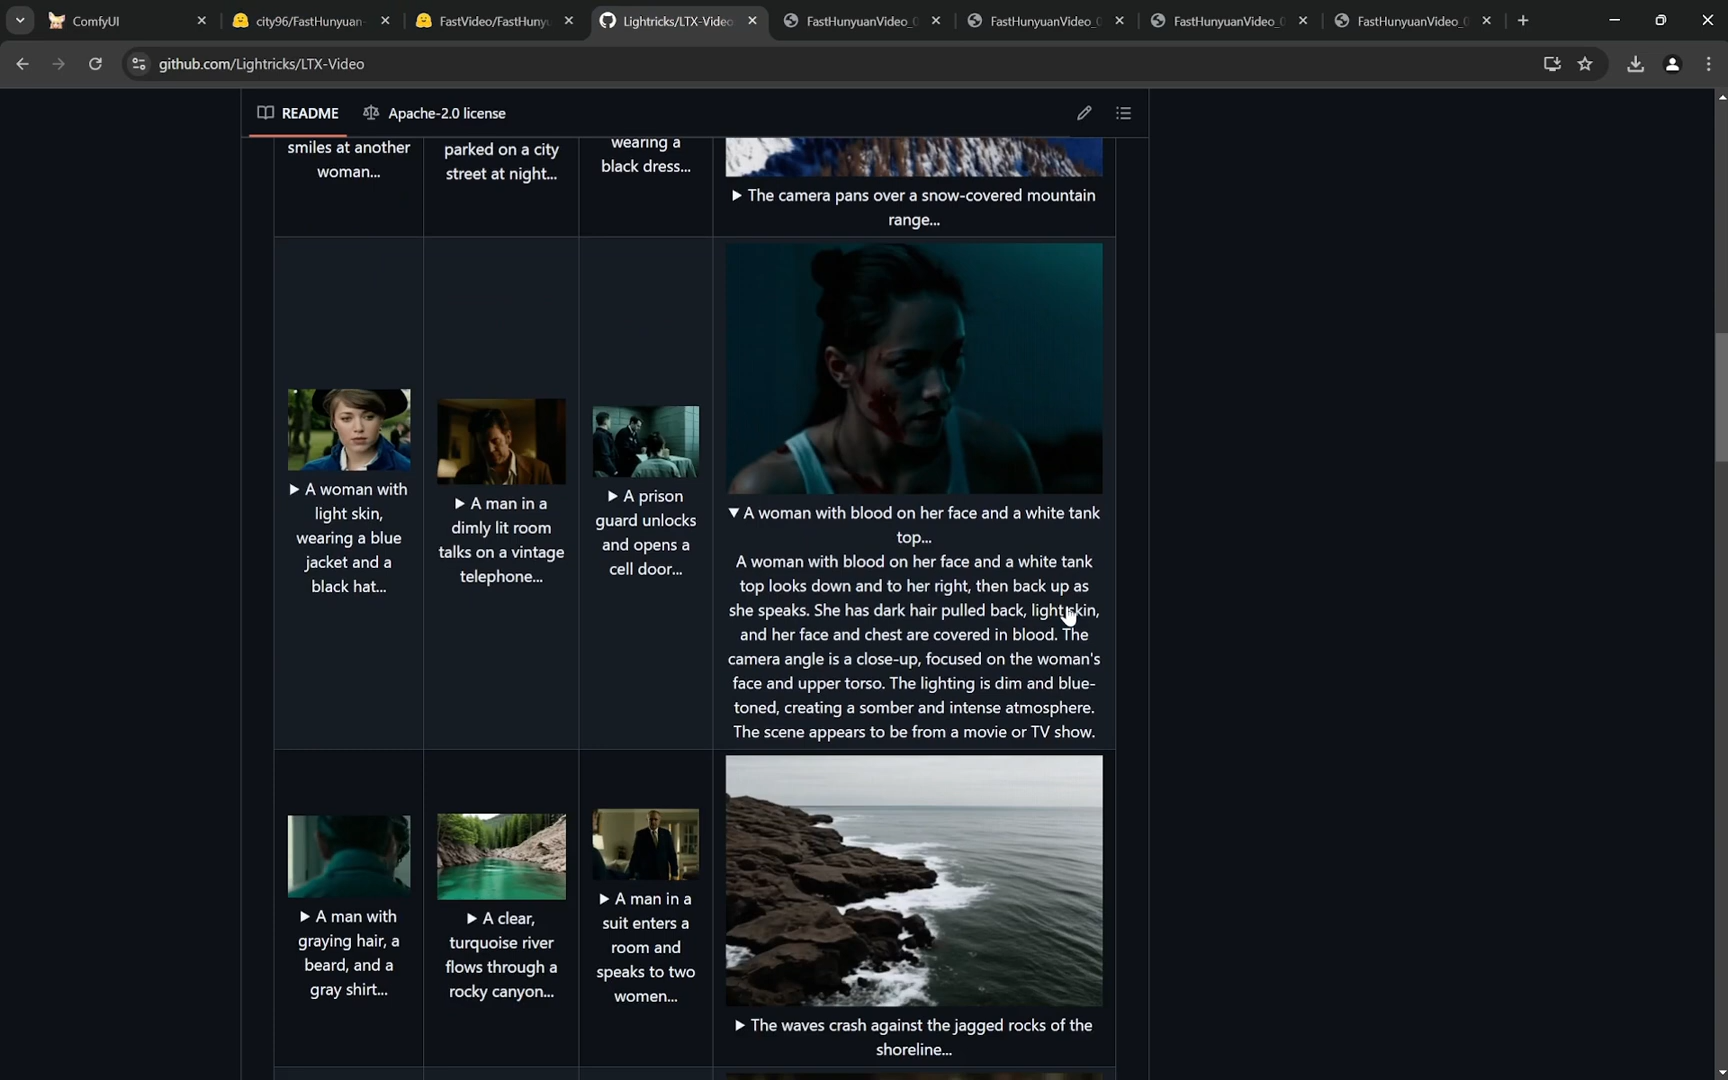 ComfyUI
city96/FastHunyuan-
FastVideo/FastHuny
Lightricks/LTX-Video
FastHunyuanVideo_0
FastHunyuanVideo_0
FastHunyuanVideo_0
FastHunyuanVideo_0
github.com/Lightricks/LTX-Video
README
Apache-2.0 license
smiles at another
woman...
parked on a city
street at night...
wearing a
black dress...
▶ The camera pans over a snow-covered mountain
range...
▶ A woman with
light skin,
wearing a blue
jacket and a
black hat...
▶ A man in a
dimly lit room
talks on a vintage
telephone...
▶ A prison
guard unlocks
and opens a
cell door...
▼ A woman with blood on her face and a white tank
top...
A woman with blood on her face and a white tank
top looks down and to her right, then back up as
she speaks. She has dark hair pulled back, light skin,
and her face and chest are covered in blood. The
camera angle is a close-up, focused on the woman's
face and upper torso. The lighting is dim and blue-
toned, creating a somber and intense atmosphere.
The scene appears to be from a movie or TV show.
▶ A man with
graying hair, a
beard, and a
gray shirt...
▶ A clear,
turquoise river
flows through a
rocky canyon...
▶ A man in a
suit enters a
room and
speaks to two
women...
▶ The waves crash against the jagged rocks of the
shoreline...